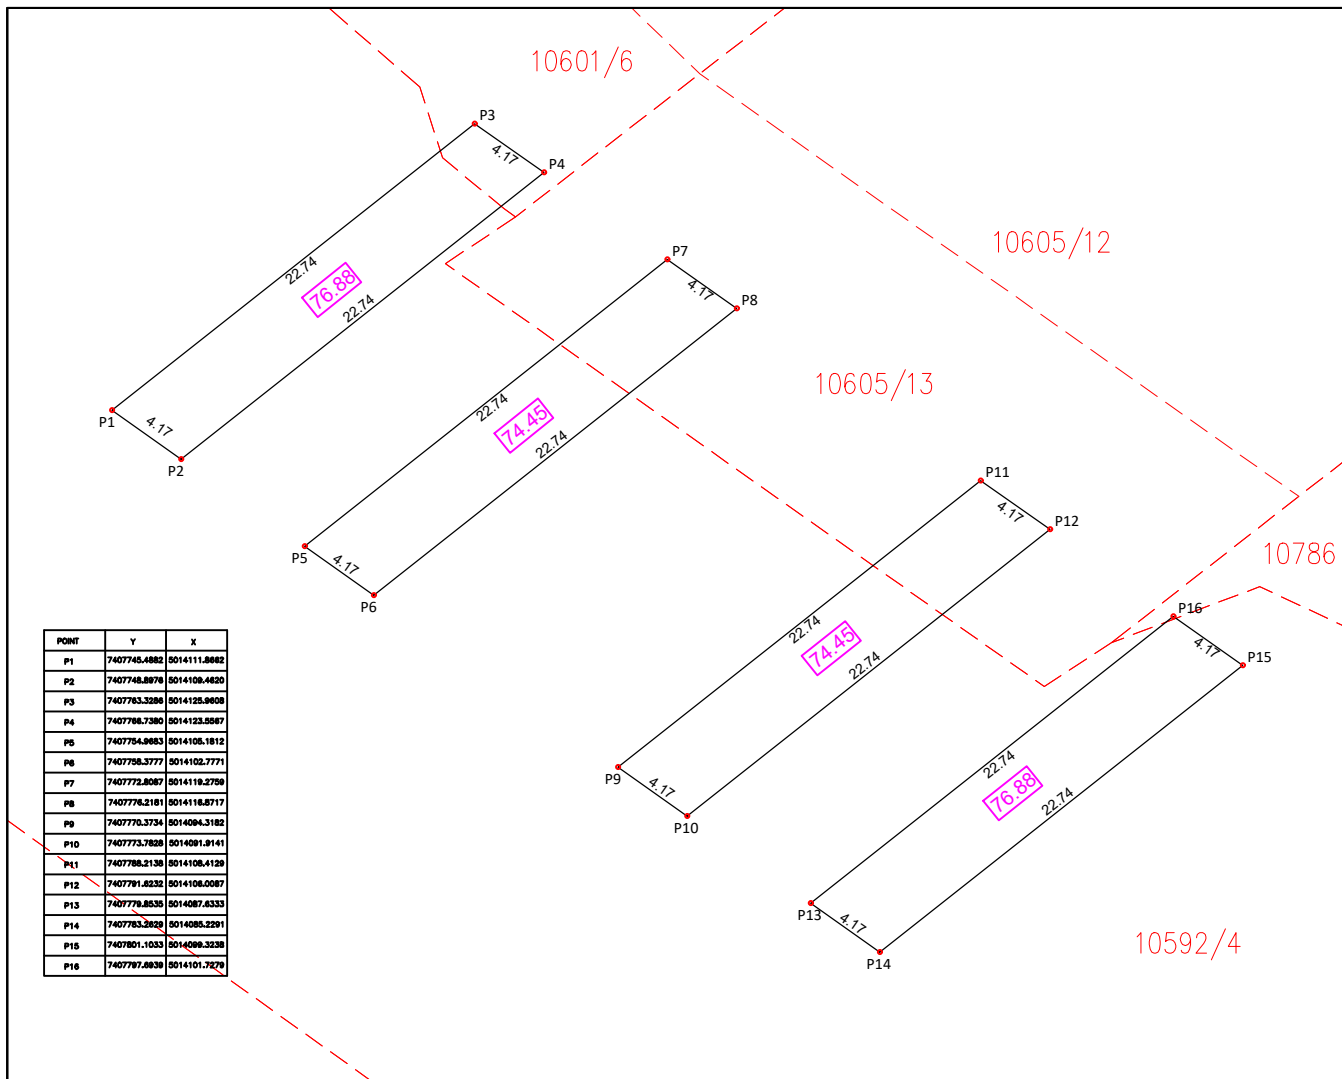 10601/6
P3
4.17
P4
10605/12
P7
22.74
76.88
4.17
22.74
P8
10605/13
P1
4.17
22.74
74.45
P2
22.74
P11
4.17
P5
P12
4.17
10786
P6
P16
22.74
74.45
4.17
22.74
P15
P9
22.74
4.17
76.88
22.74
P10
P13
4.17
10592/4
P14
POINT Y X
P1 7407745.4882 5014111.8662
P2 7407748.8976 5014109.4620
P3 7407763.3286 5014125.9608
P4 7407766.7380 5014123.5567
P5 7407754.9683 5014105.1812
P6 7407758.3777 5014102.7771
P7 7407772.8087 5014119.2759
P8 7407776.2181 5014116.8717
P9 7407770.3734 5014094.3182
P10 7407773.7828 5014091.9141
P11 7407788.2138 5014108.4129
P12 7407791.6232 5014106.0087
P13 7407779.8535 5014087.6333
P14 7407783.2629 5014085.2291
P15 7407801.1033 5014099.3238
P16 7407797.6939 5014101.7279